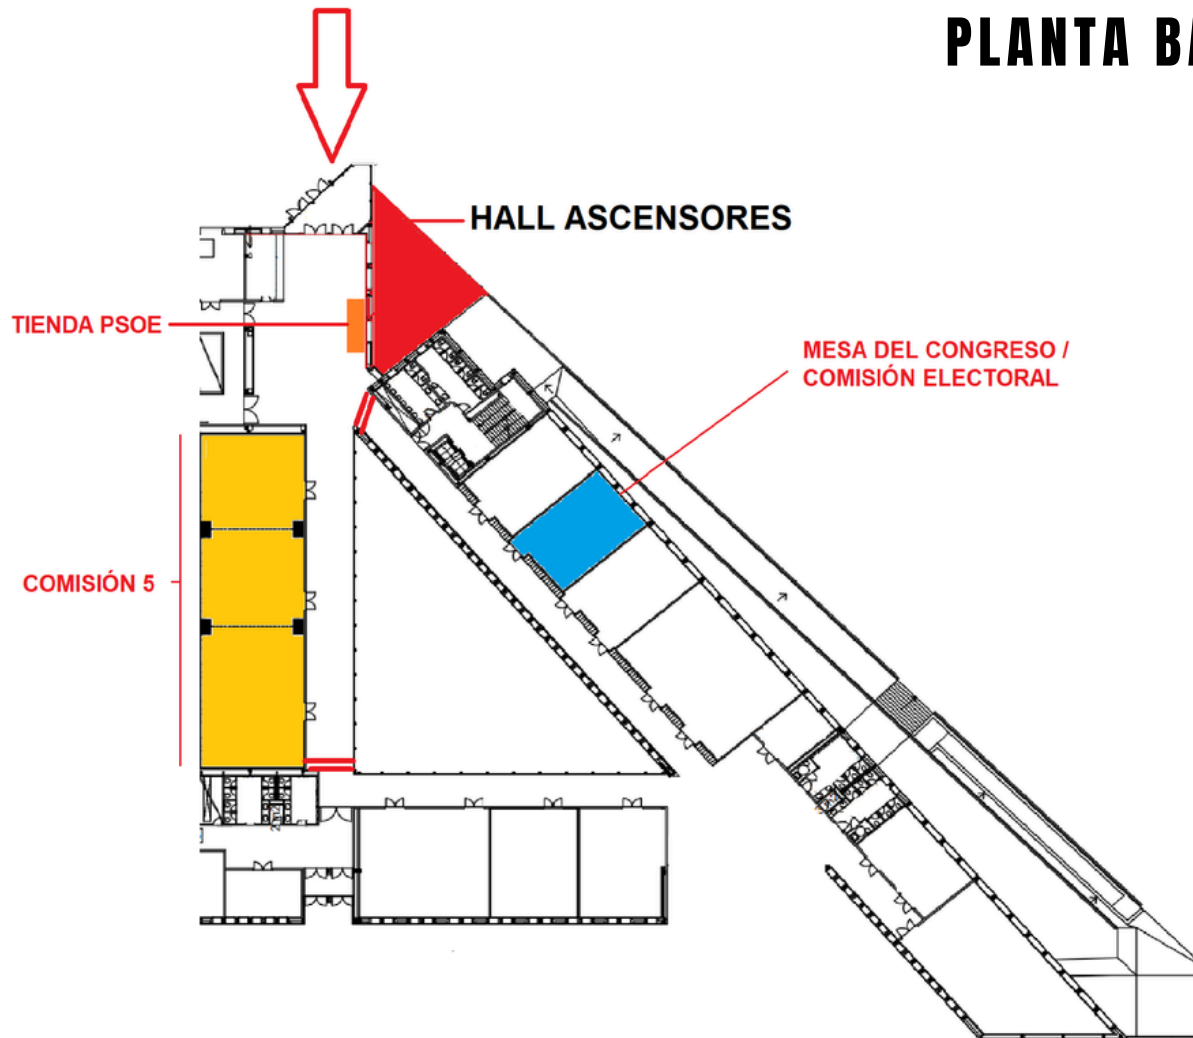 PLANTA BA
HALL ASCENSORES
TIENDA PSOE
MESA DEL CONGRESO /
COMISIÓN ELECTORAL
COMISIÓN 5